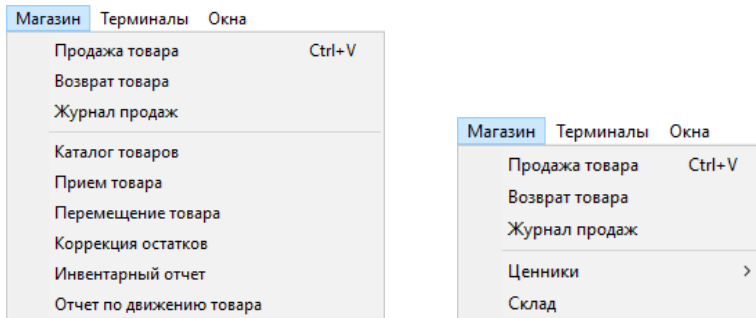 Магазин Терминалы Окна
Продажа товара Ctrl+V
Возврат товара
Журнал продаж
Каталог товаров
Прием товара
Перемещение товара
Коррекция остатков
Инвентарный отчет
Отчет по движению товара
Магазин Терминалы Окна
Продажа товара Ctrl+V
Возврат товара
Журнал продаж
Ценники >
Склад